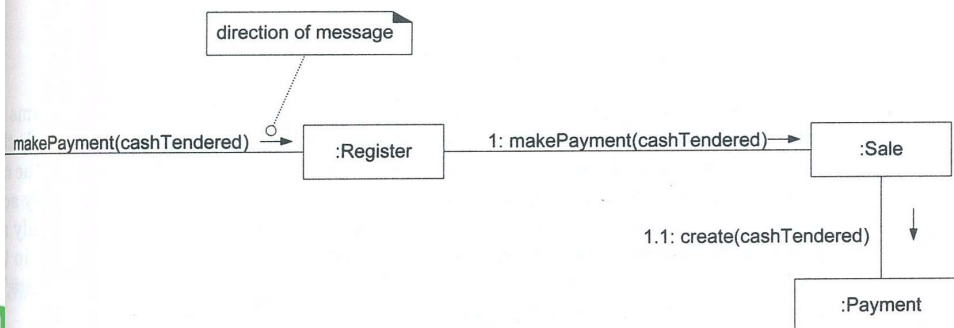 direction of message
makePayment(cashTendered)
:Register
1: makePayment(cashTendered)
:Sale
1.1: create(cashTendered)
:Payment